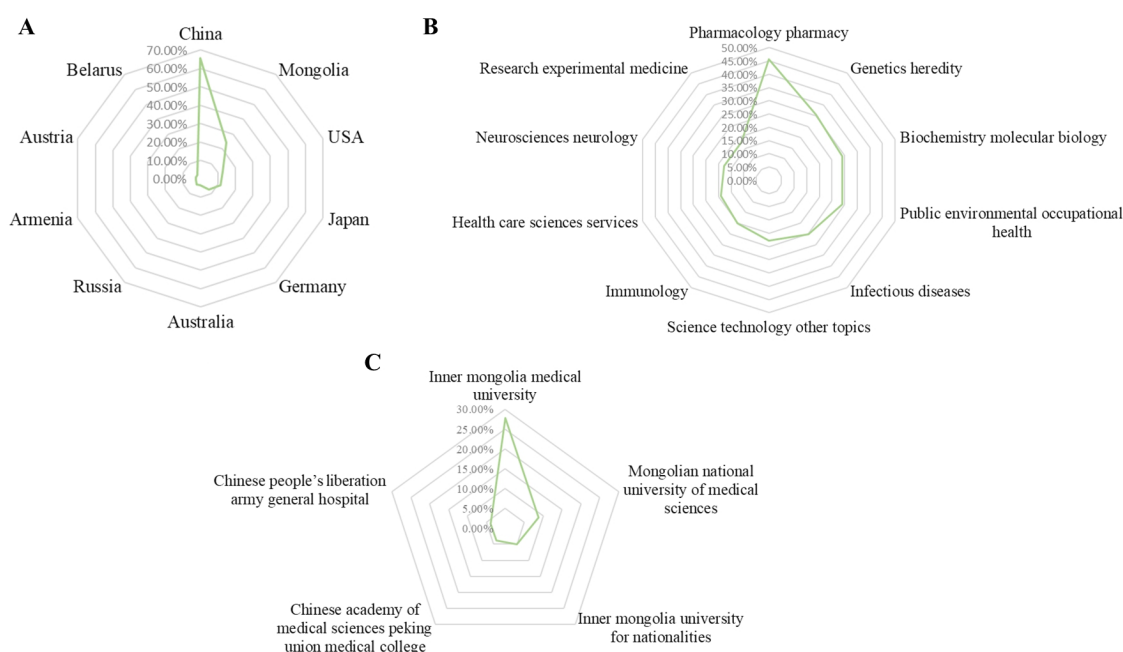 A
China
70.00%
60.00%
50.00%
40.00%
30.00%
20.00%
10.00%
0.00%
Mongolia
USA
Japan
Germany
Australia
Russia
Armenia
Austria
Belarus
B
Pharmacology pharmacy
50.00%
45.00%
40.00%
35.00%
30.00%
25.00%
20.00%
15.00%
10.00%
5.00%
0.00%
Genetics heredity
Biochemistry molecular biology
Public environmental occupational
health
Infectious diseases
Science technology other topics
Immunology
Health care sciences services
Neurosciences neurology
Research experimental medicine
C
Inner mongolia medical
university
30.00%
25.00%
20.00%
15.00%
10.00%
5.00%
0.00%
Mongolian national
university of medical
sciences
Inner mongolia university
for nationalities
Chinese academy of
medical sciences peking
union medical college
Chinese people’s liberation
army general hospital